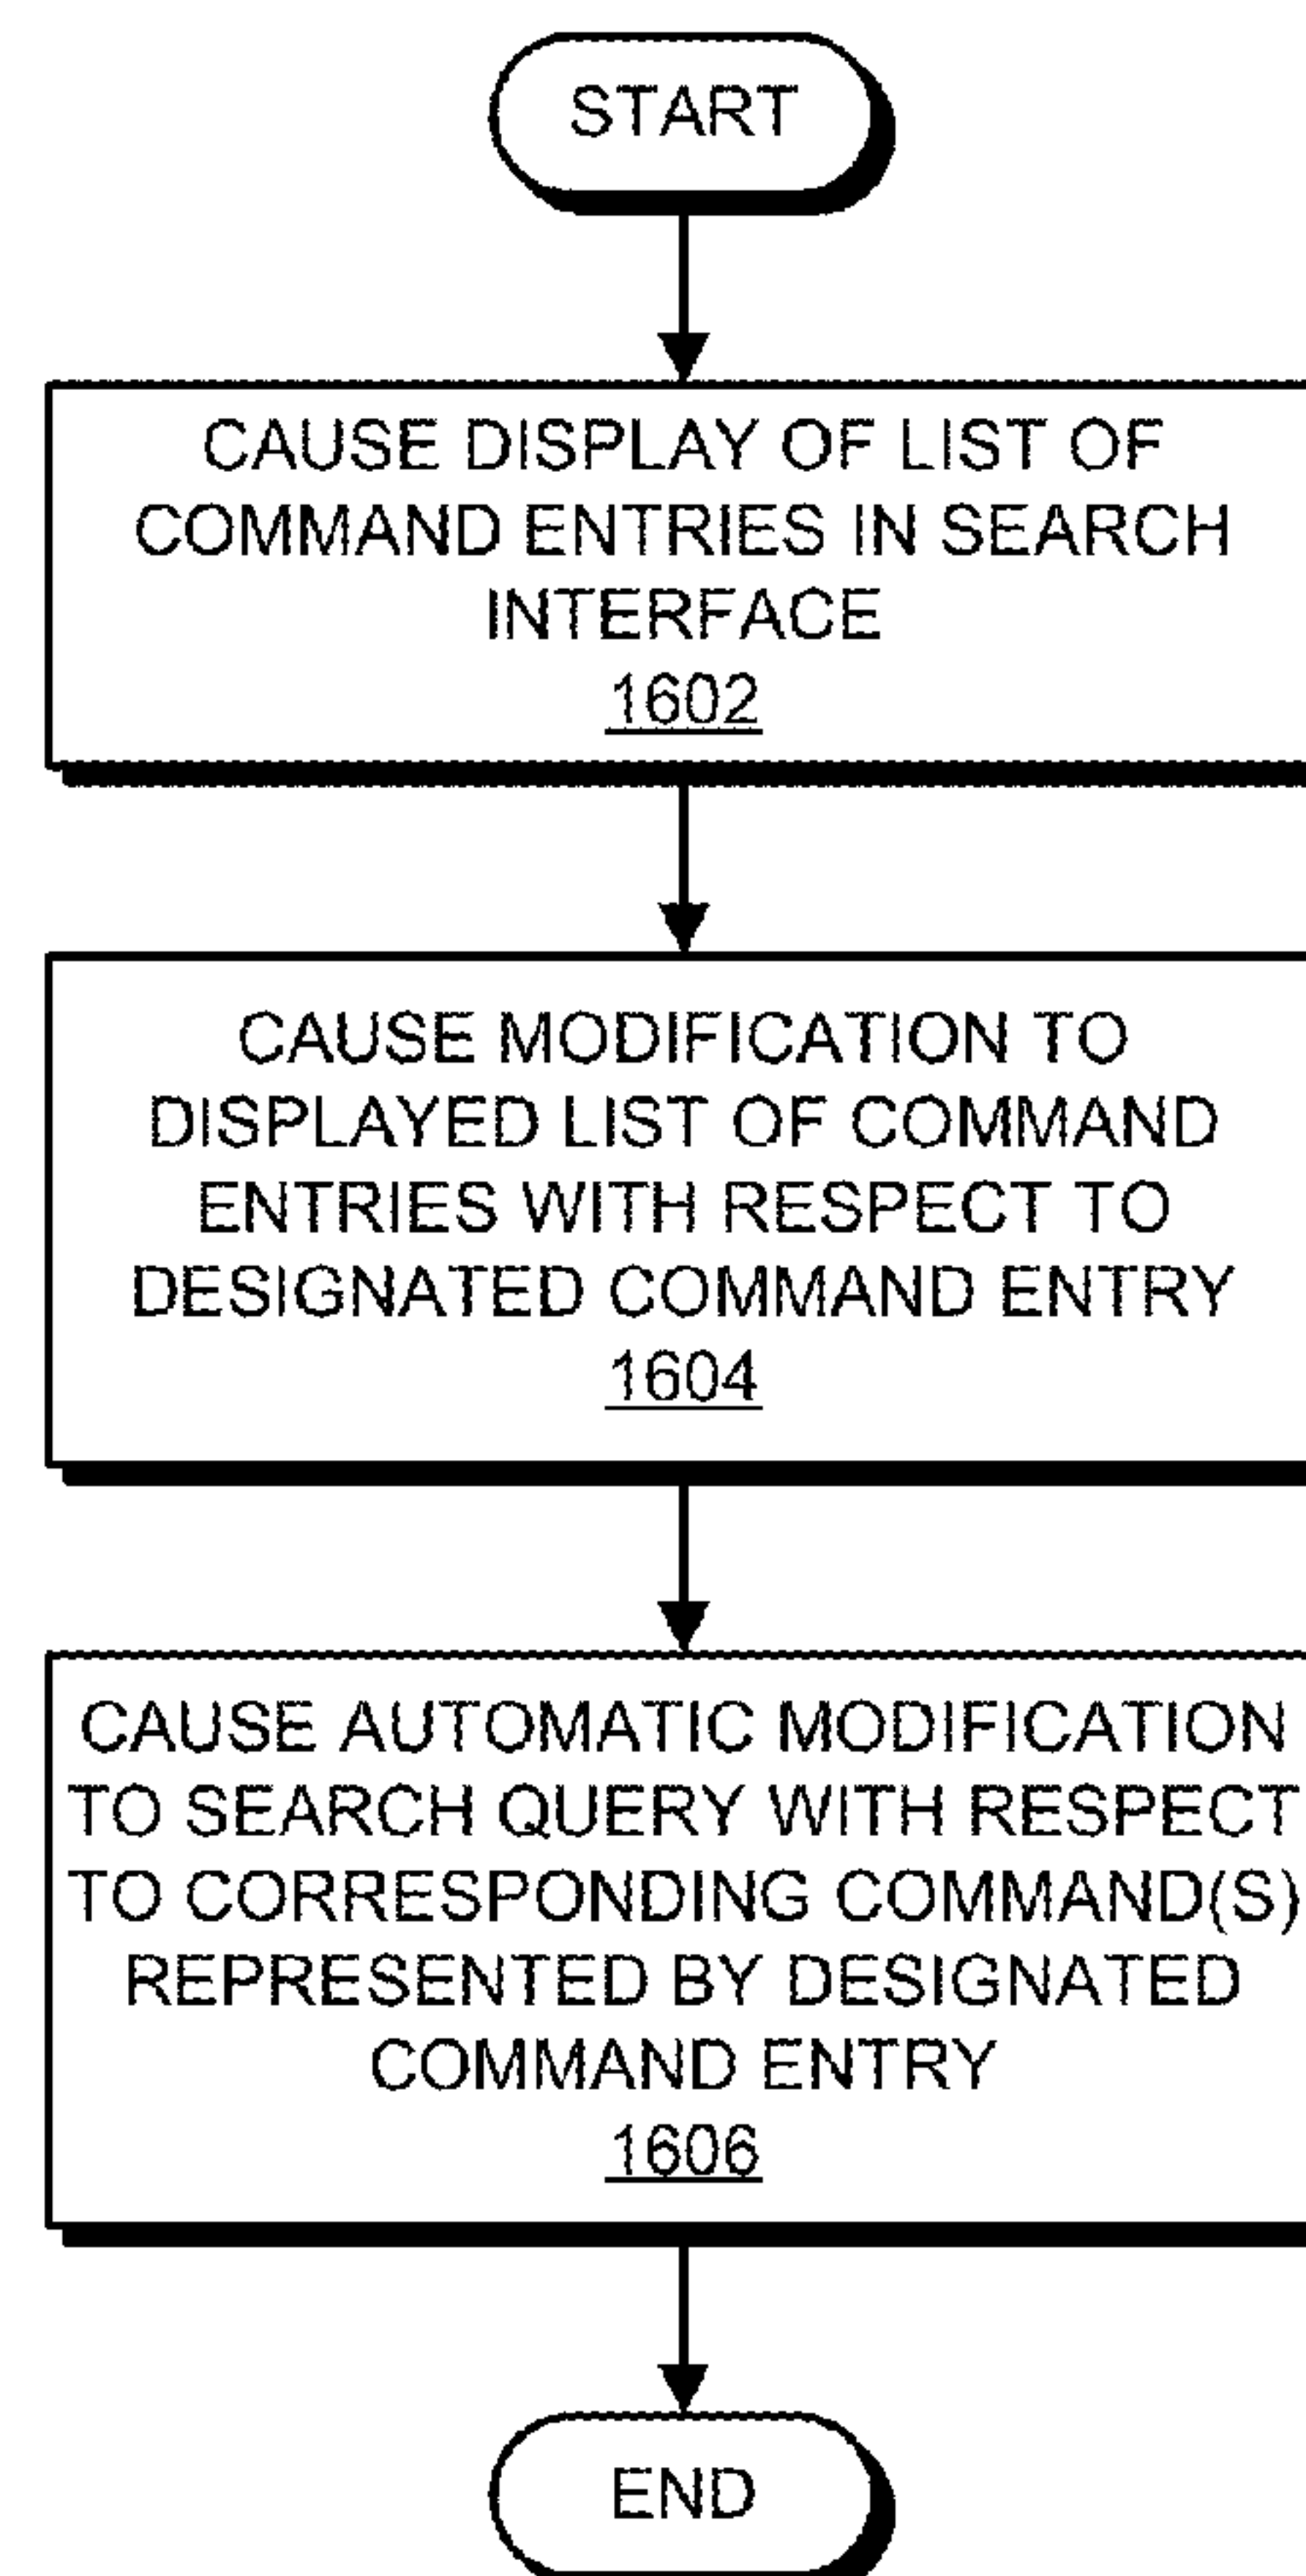 START
CAUSE DISPLAY OF LIST OF
COMMAND ENTRIES IN SEARCH
INTERFACE
1602
CAUSE MODIFICATION TO
DISPLAYED LIST OF COMMAND
ENTRIES WITH RESPECT TO
DESIGNATED COMMAND ENTRY
1604
CAUSE AUTOMATIC MODIFICATION
TO SEARCH QUERY WITH RESPECT
TO CORRESPONDING COMMAND(S)
REPRESENTED BY DESIGNATED
COMMAND ENTRY
1606
END